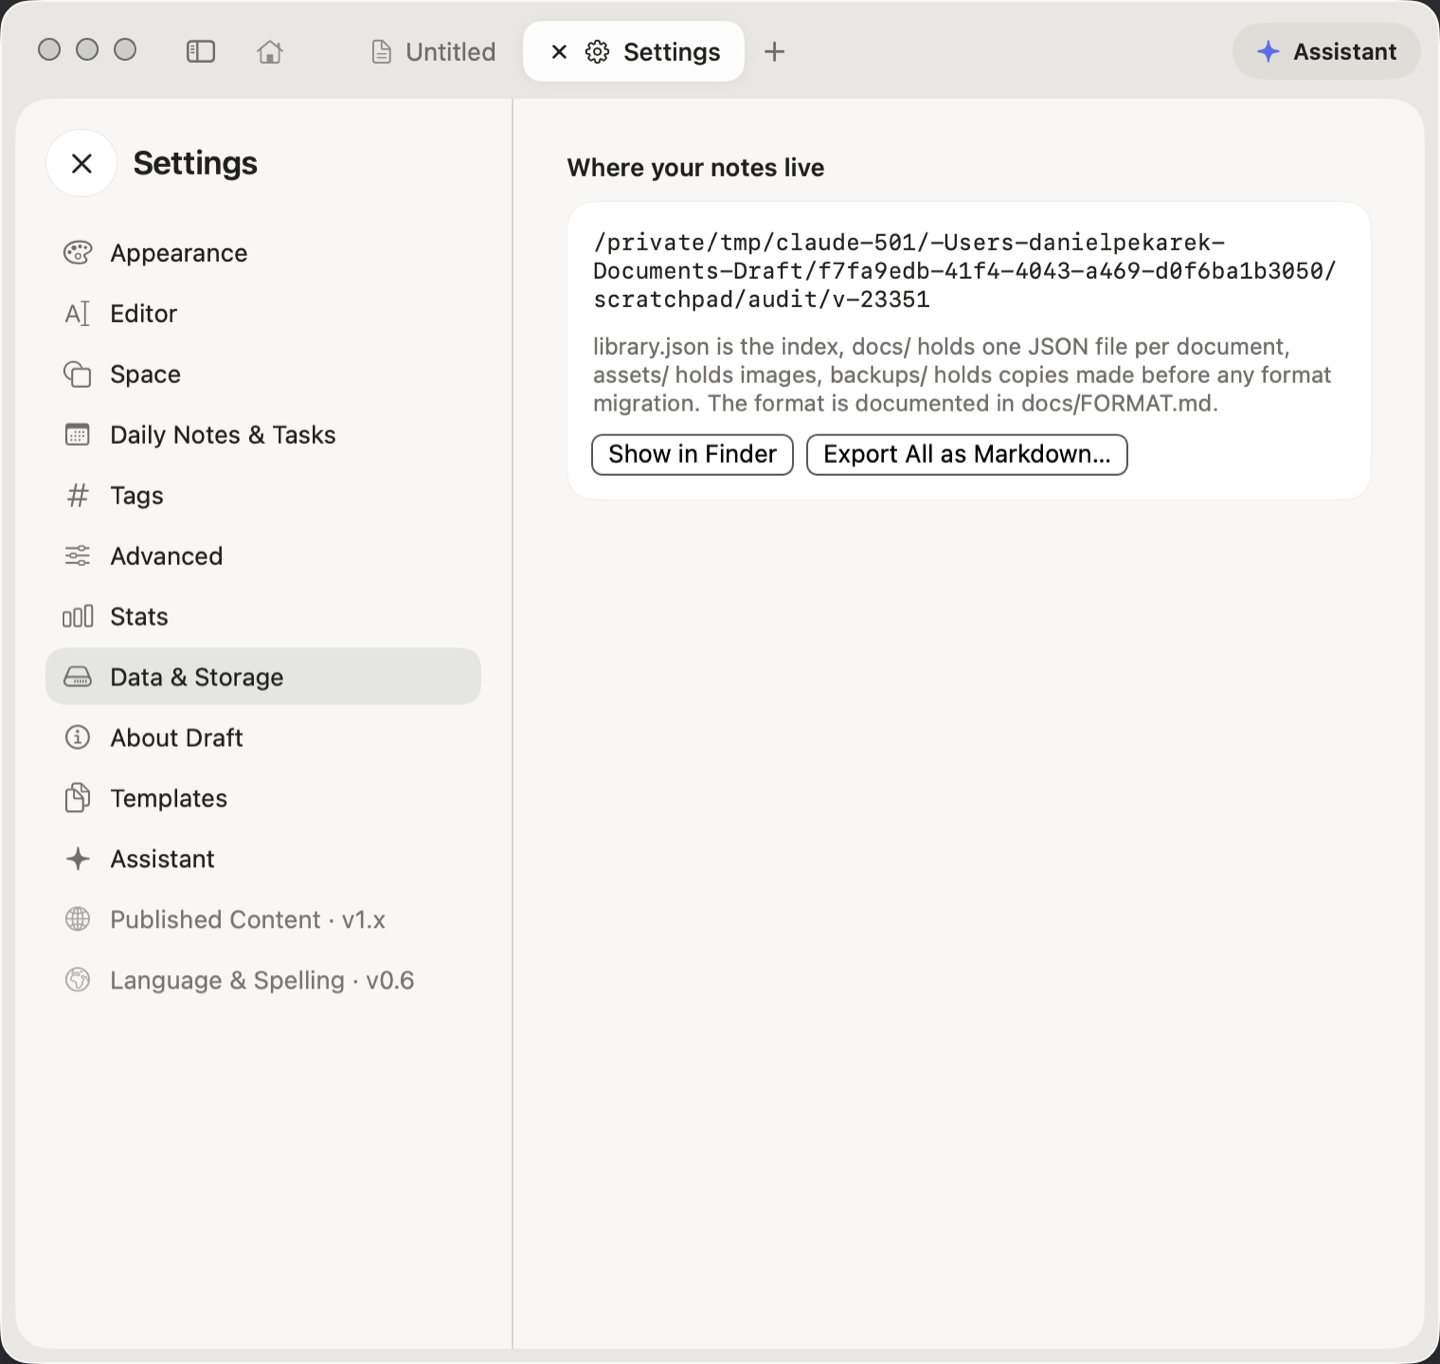 Untitled
Settings
Assistant
Settings
Appearance
Editor
Space
Daily Notes & Tasks
Tags
Advanced
Stats
Data & Storage
About Draft
Templates
Assistant
Published Content · v1.x
Language & Spelling · v0.6
Where your notes live
/private/tmp/claude-501/-Users-danielpekarek-
Documents-Draft/f7fa9edb-41f4-4043-a469-d0f6ba1b3050/
scratchpad/audit/v-23351
library.json is the index, docs/ holds one JSON file per document,
assets/ holds images, backups/ holds copies made before any format
migration. The format is documented in docs/FORMAT.md.
Show in Finder
Export All as Markdown...